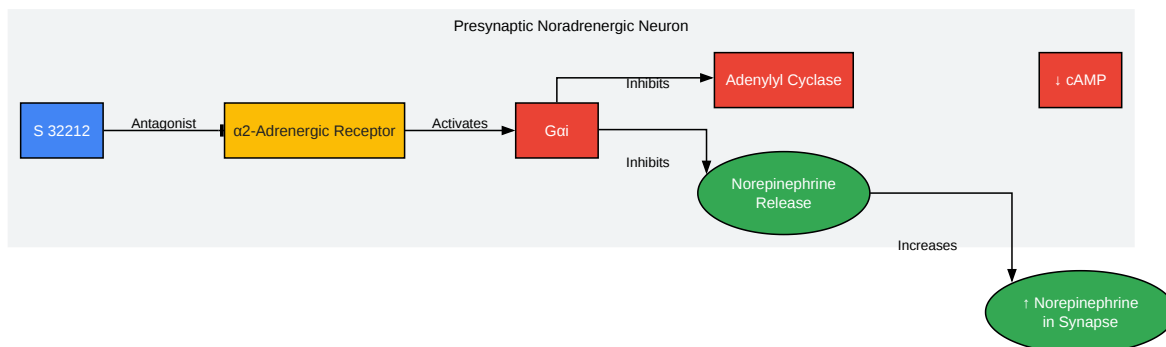 Presynaptic Noradrenergic Neuron
S 32212
Antagonist
α2-Adrenergic Receptor
Activates
Gαi
Inhibits
Adenylyl Cyclase
↓ cAMP
Inhibits
Norepinephrine
Release
Increases
↑ Norepinephrine
in Synapse